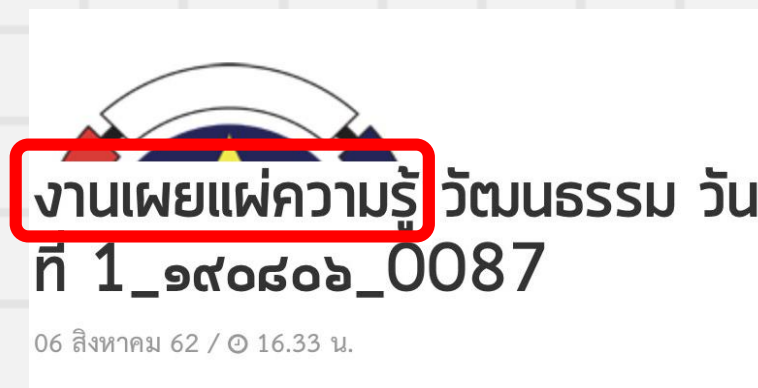 งานเผยแผ่ความรู้ วัฒนธรรม วัน
ที่ 1_๑๙๐๘๐๖_0087
06 สิงหาคม 62 / 16.33 น.